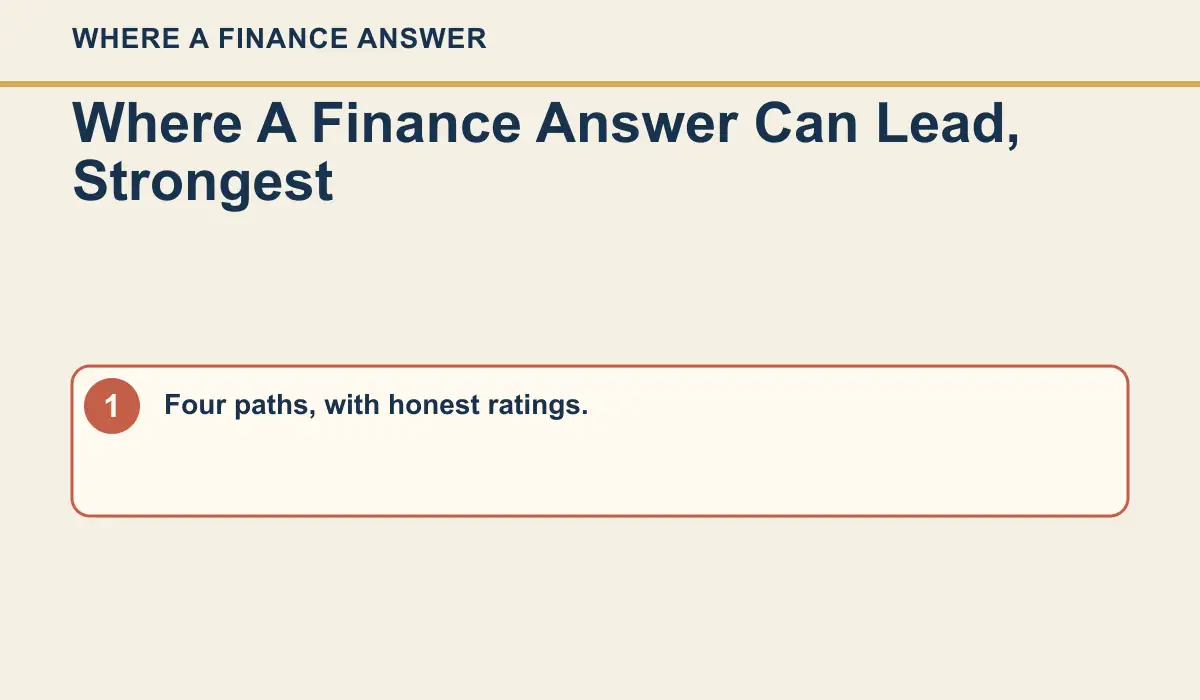 WHERE A FINANCE ANSWER
Where A Finance Answer Can Lead,
Strongest
1 Four paths, with honest ratings.